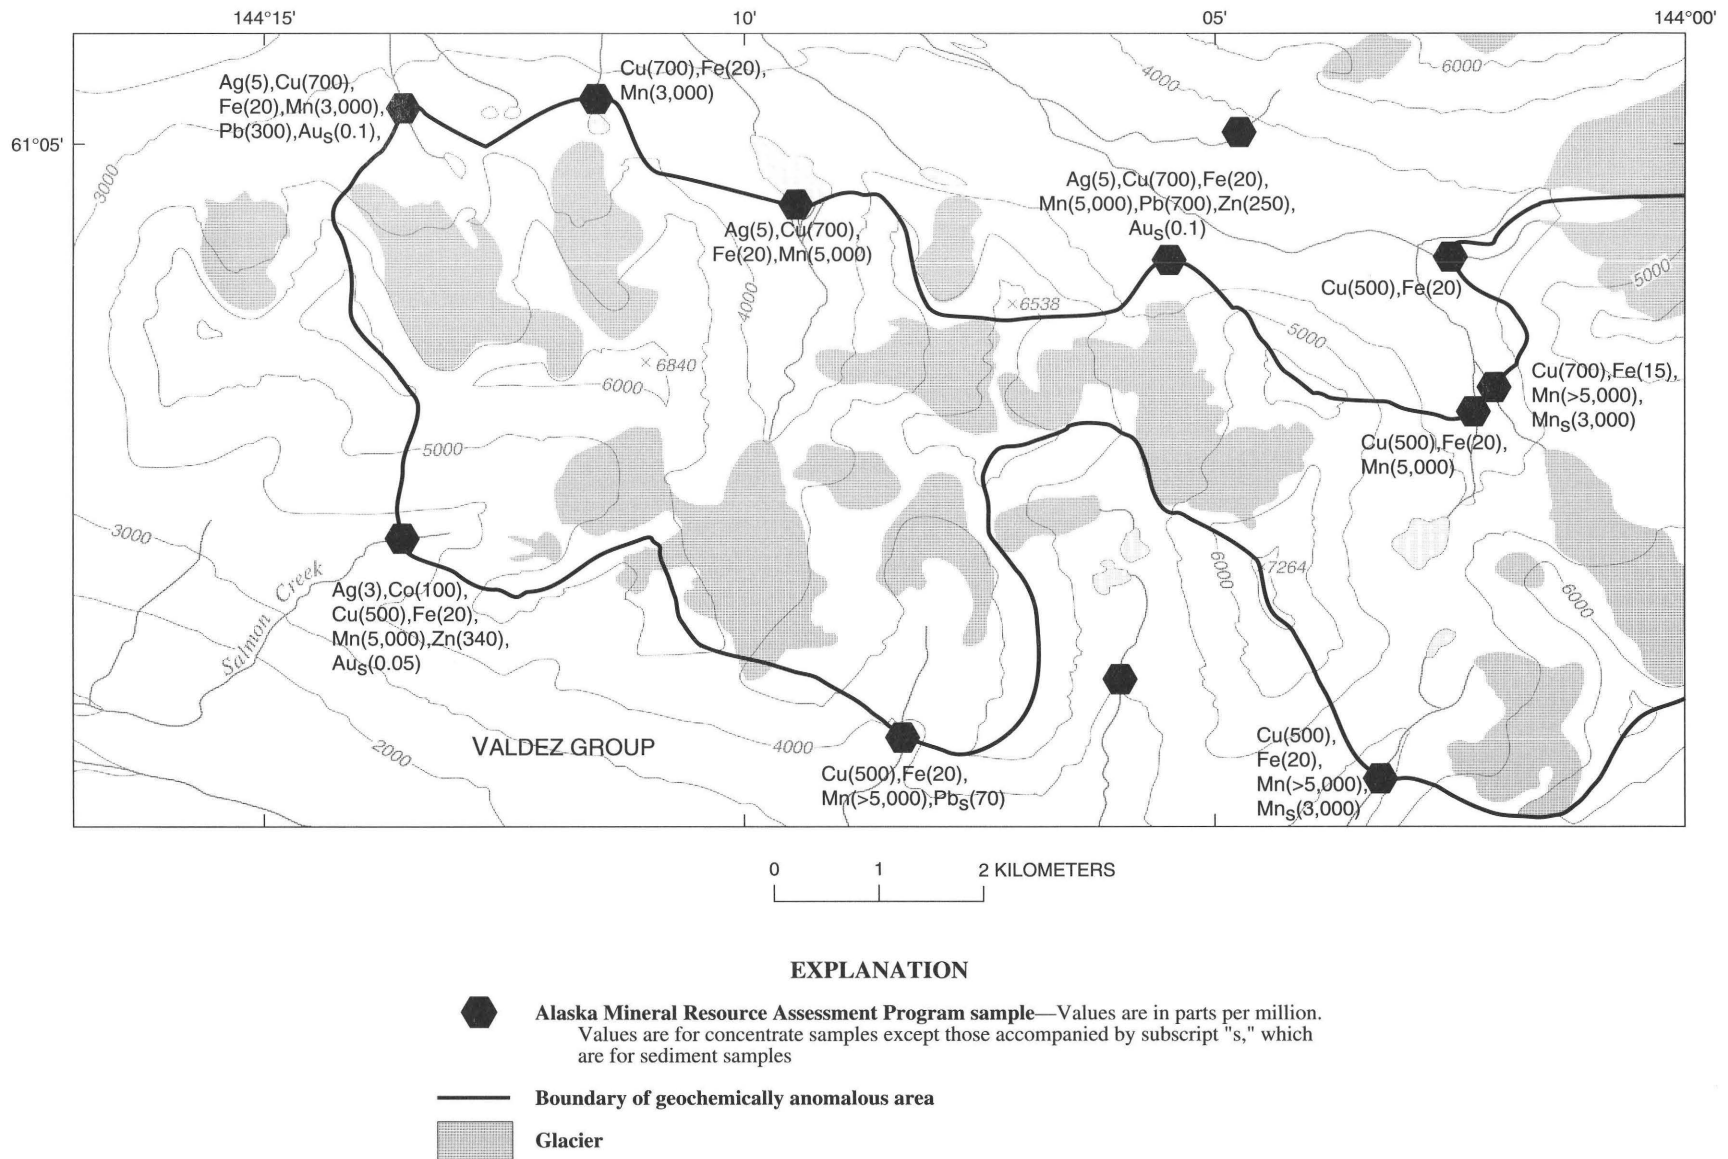 144°15'
10'
05'
144°00'
61°05'
Ag(5),Cu(700),
Fe(20),Mn(3,000),
Pb(300),Aus(0.1),
Cu(700),Fe(20),
Mn(3,000)
4000
6000
3000
Ag(5),Cu(700),
Fe(20),Mn(5,000)
Ag(5),Cu(700),Fe(20),
Mn(5,000),Pb(700),Zn(250),
Aus(0.1)
Cu(500),Fe(20)
5000
4000
×6538
5000
× 6840
6000
Cu(700),Fe(15),
Mn(>5,000),
Mns(3,000)
Cu(500),Fe(20),
Mn(5,000)
5000
3000
Salmon Creek
Ag(3),Co(100),
Cu(500),Fe(20),
Mn(5,000),Zn(340),
Aus(0.05)
6000
×7264
6000
2000
VALDEZ GROUP
4000
Cu(500),Fe(20),
Mn(>5,000),Pbs(70)
Cu(500),
Fe(20),
Mn(>5,000),
Mns(3,000)
0 1 2 KILOMETERS
EXPLANATION
Alaska Mineral Resource Assessment Program sample—Values are in parts per million.
Values are for concentrate samples except those accompanied by subscript "s," which
are for sediment samples
Boundary of geochemically anomalous area
Glacier